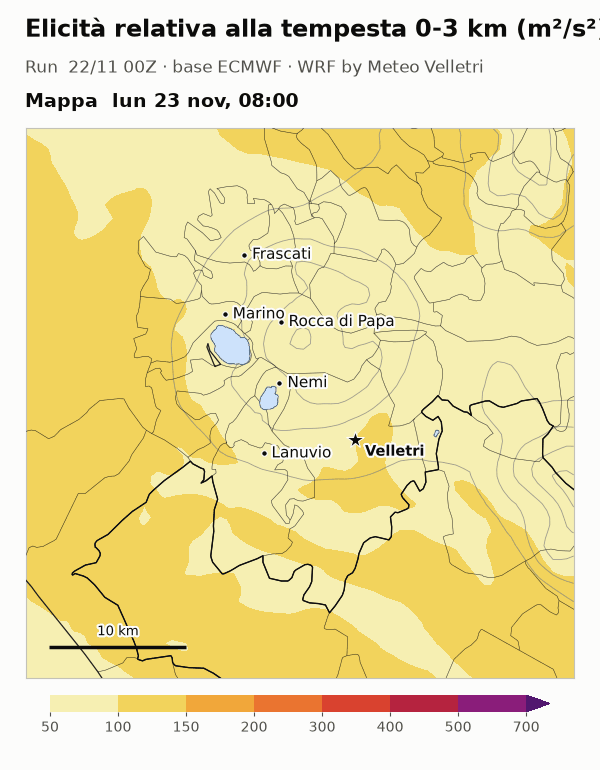 Elicità relativa alla tempesta 0-3 km (m²/s²)
Run 22/11 00Z · base ECMWF · WRF by Meteo Velletri
Mappa lun 23 nov, 08:00
Frascati
Marino
Rocca di Papa
Nemi
Lanuvio
Velletri
10 km
50 100 150 200 300 400 500 700